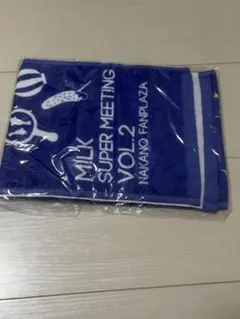 MILK
SUPER MEETING
VOL.2
NAKANO FANPLAZA